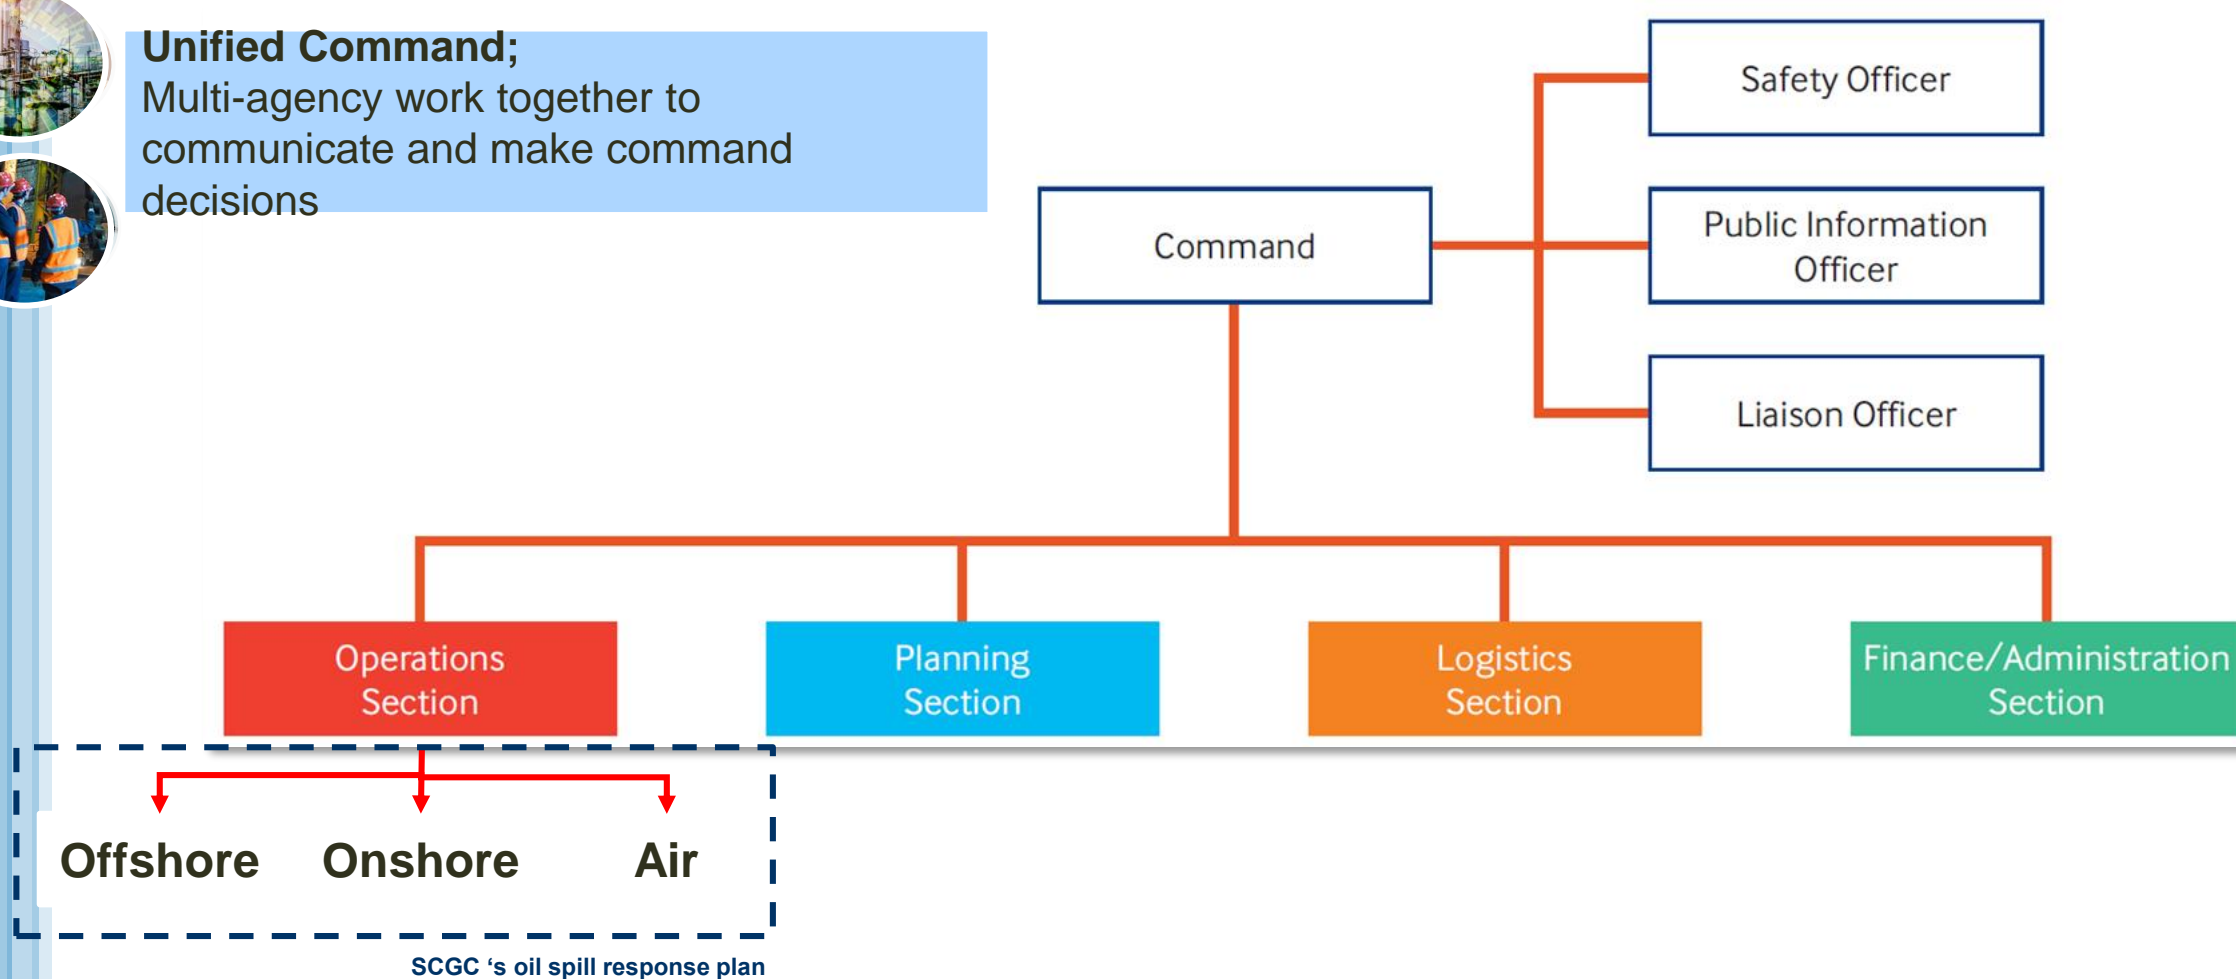 Unified Command;
Multi-agency work together to
communicate and make command
decisions
Safety Officer
Command
Public Information
Officer
Liaison Officer
Operations
Section
Planning
Section
Logistics
Section
Finance/Administration
Section
Offshore
Onshore
Air
SCGC ‘s oil spill response plan